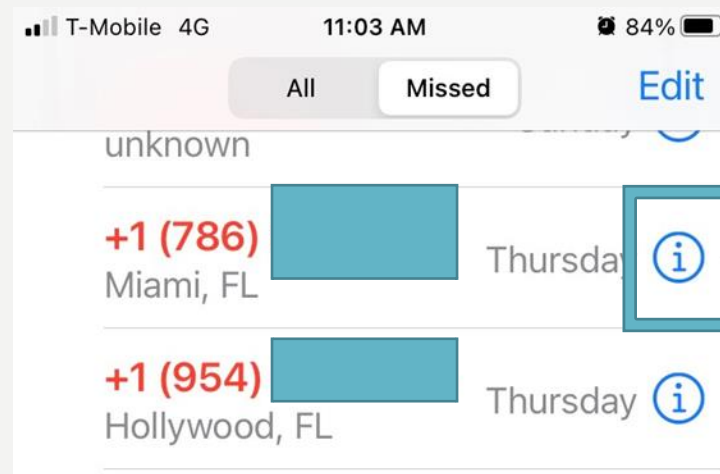 T-Mobile 4G 11:03 AM 84%
All Missed Edit
unknown
+1 (786)
Thursday
Miami, FL
+1 (954)
Thursday
Hollywood, FL